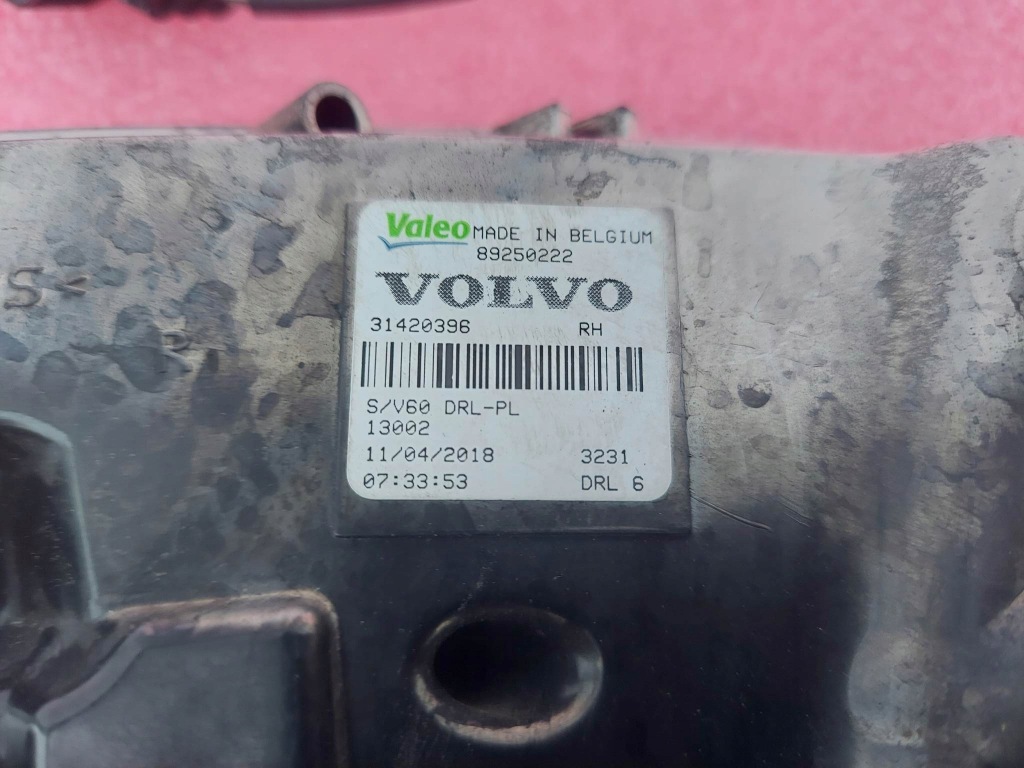 Valeo MADE IN BELGIUM
89250222
VOLVO
31420396 RH
S/V60 DRL-PL
13002
11/04/2018 3231
07:33:53 DRL 6